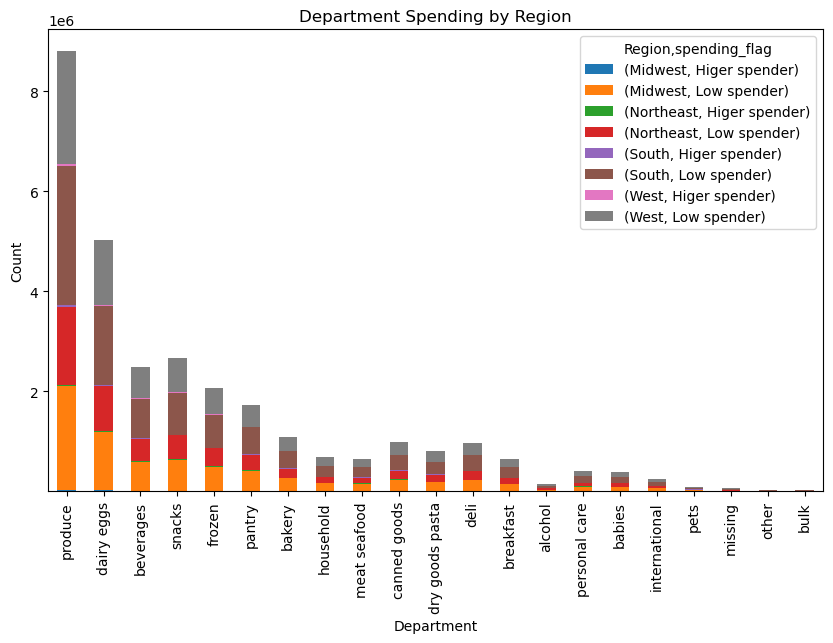 Department Spending by Region
1e6
Region,spending_flag
(Midwest, Higer spender)
(Midwest, Low spender)
(Northeast, Higer spender)
(Northeast, Low spender)
(South, Higer spender)
(South, Low spender)
(West, Higer spender)
(West, Low spender)
8
6
4
2
Count
produce
dairy eggs
beverages
snacks
frozen
pantry
bakery
household
meat seafood
canned goods
dry goods pasta
deli
breakfast
alcohol
personal care
babies
international
pets
missing
other
bulk
Department